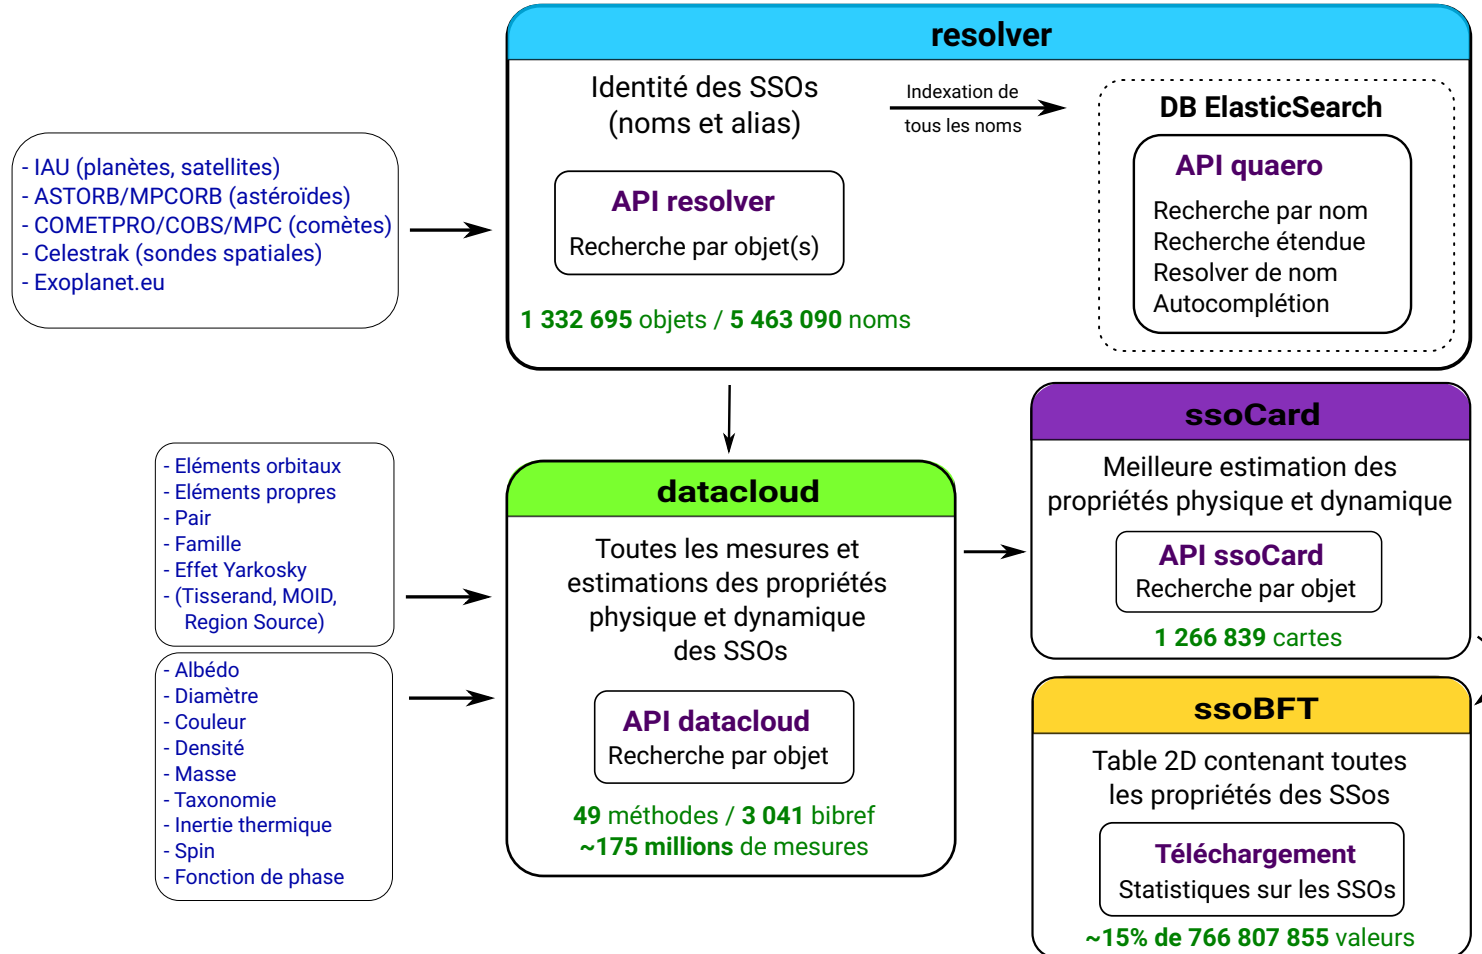 resolver
Identité des SSOs
(noms et alias)
Indexation de
tous les noms
DB ElasticSearch
API quaero
Recherche par nom
Recherche étendue
Resolver de nom
Autocomplétion
API resolver
Recherche par objet(s)
1 332 695 objets / 5 463 090 noms
- IAU (planètes, satellites)
- ASTORB/MPCORB (astéroïdes)
- COMETPRO/COBS/MPC (comètes)
- Celestrak (sondes spatiales)
- Exoplanet.eu
- Eléments orbitaux
- Eléments propres
- Pair
- Famille
- Effet Yarkosky
- (Tisserand, MOID,
Region Source)
- Albédo
- Diamètre
- Couleur
- Densité
- Masse
- Taxonomie
- Inertie thermique
- Spin
- Fonction de phase
datacloud
Toutes les mesures et
estimations des propriétés
physique et dynamique
des SSOs
API datacloud
Recherche par objet
49 méthodes / 3 041 bibref
~175 millions de mesures
ssoCard
Meilleure estimation des
propriétés physique et dynamique
API ssoCard
Recherche par objet
1 266 839 cartes
ssoBFT
Table 2D contenant toutes
les propriétés des SSos
Téléchargement
Statistiques sur les SSOs
~15% de 766 807 855 valeurs